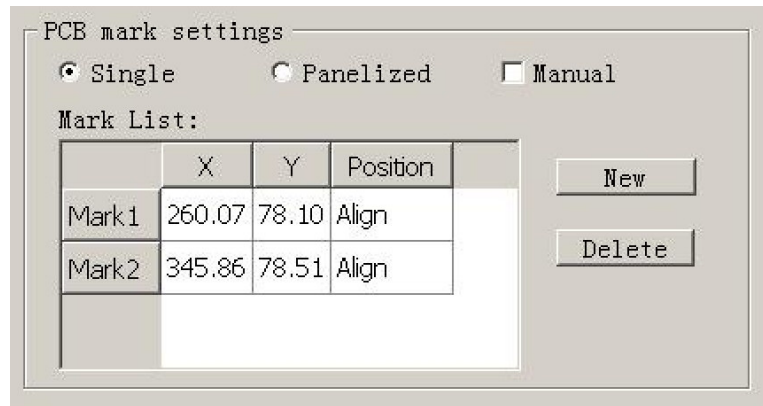 PCB mark settings
Single Panelized Manual
Mark List:
X Y Position
New
Mark1 260.07 78.10 Align
Delete
Mark2 345.86 78.51 Align